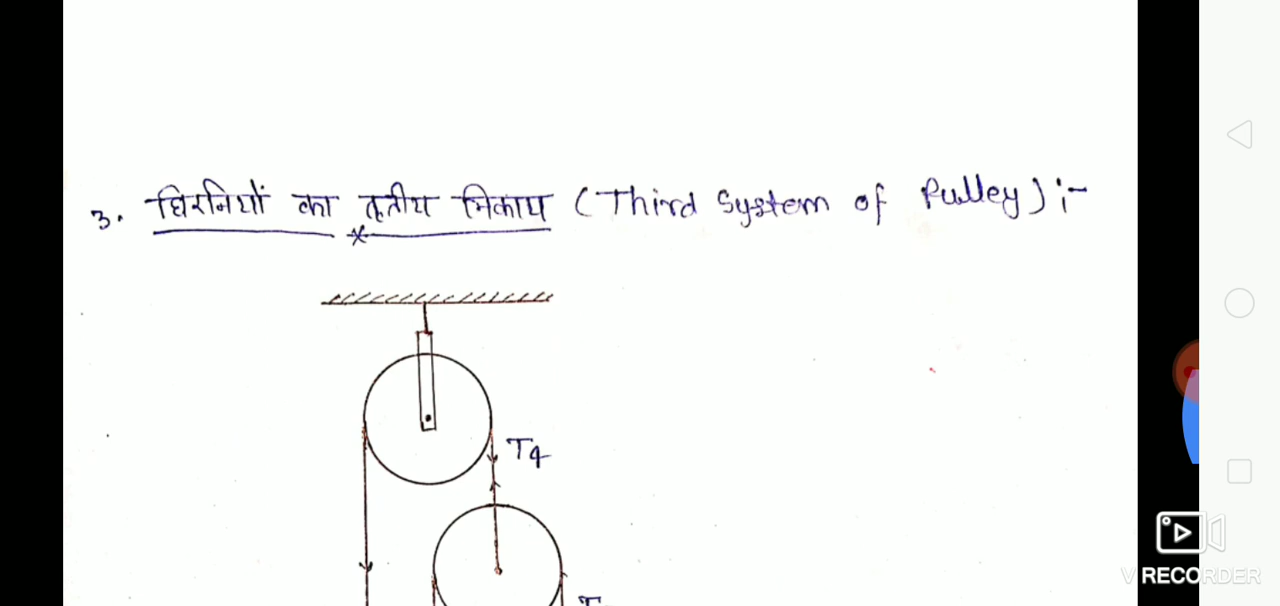 3. घिरनियों का तृतीय निकाय (Third System of Pulley) :-
T4
T
V RECORDER